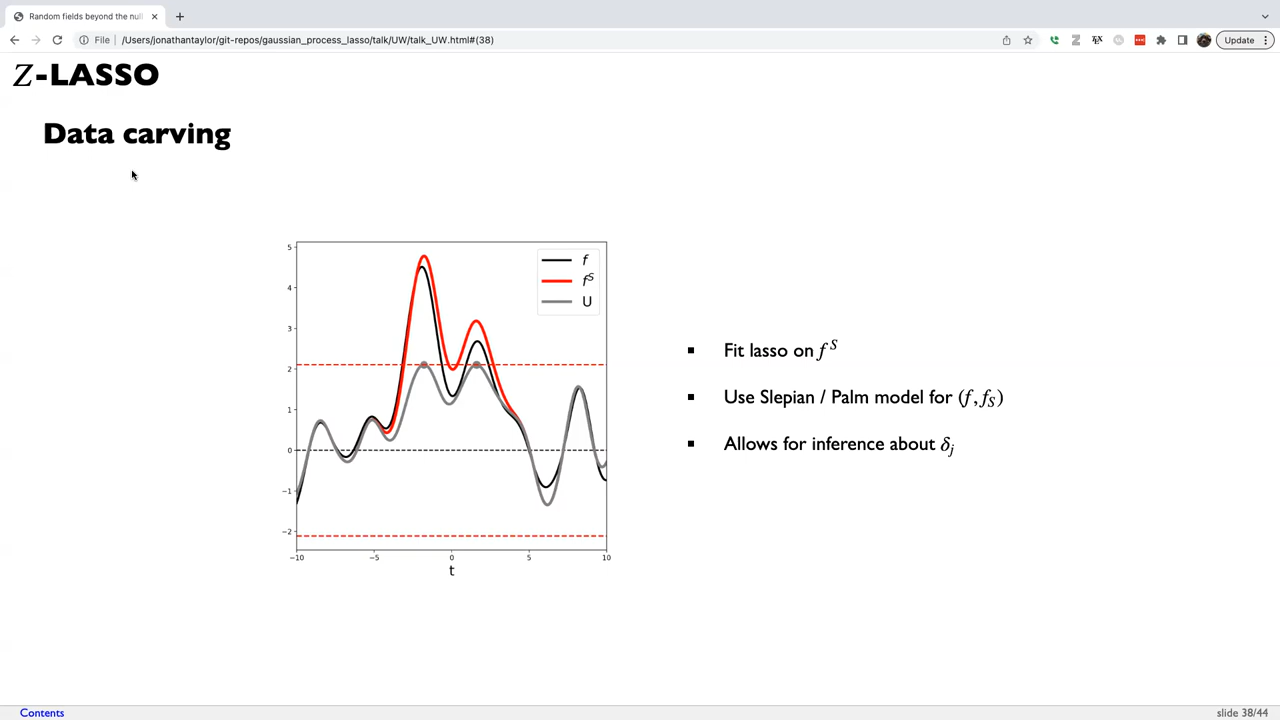 Random fields beyond the nul
File
/Users/jonathantaylor/git-repos/gaussian_process_lasso/talk/UW/talk_UW.html#(38)
Update
Z-LASSO
Data carving
5
4
3
2
1
0
−1
−2
f
f^S
U
−10 −5 0 5 10
t
▪ Fit lasso on f^S
▪ Use Slepian / Palm model for (f, f_S)
▪ Allows for inference about δ_j
Contents
slide 38/44